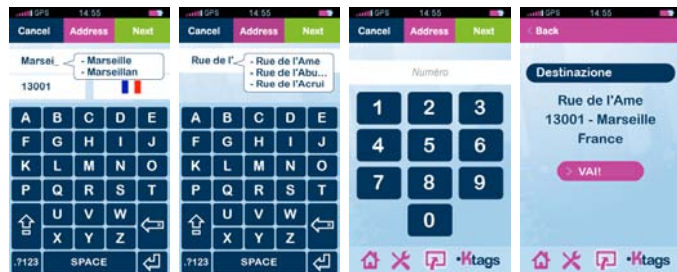 GPS 14:55
Cancel Address Next
Marsei_
- Marseille
- Marseillan
13001
A B C D E
F G H I J
K L M N O
P Q R S T
U V W
X Y Z
.?123 SPACE
GPS 14:55
Cancel Address Next
Rue de l'_
- Rue de l'Ame
- Rue de l'Abu...
- Rue de l'Acrui
A B C D E
F G H I J
K L M N O
P Q R S T
U V W
X Y Z
.?123 SPACE
GPS 14:55
Cancel Address Next
Numéro
1 2 3
4 5 6
7 8 9
0
Ktags
GPS 14:55
Back
Destinazione
Rue de l'Ame
13001 - Marseille
France
> VAI!
Ktags